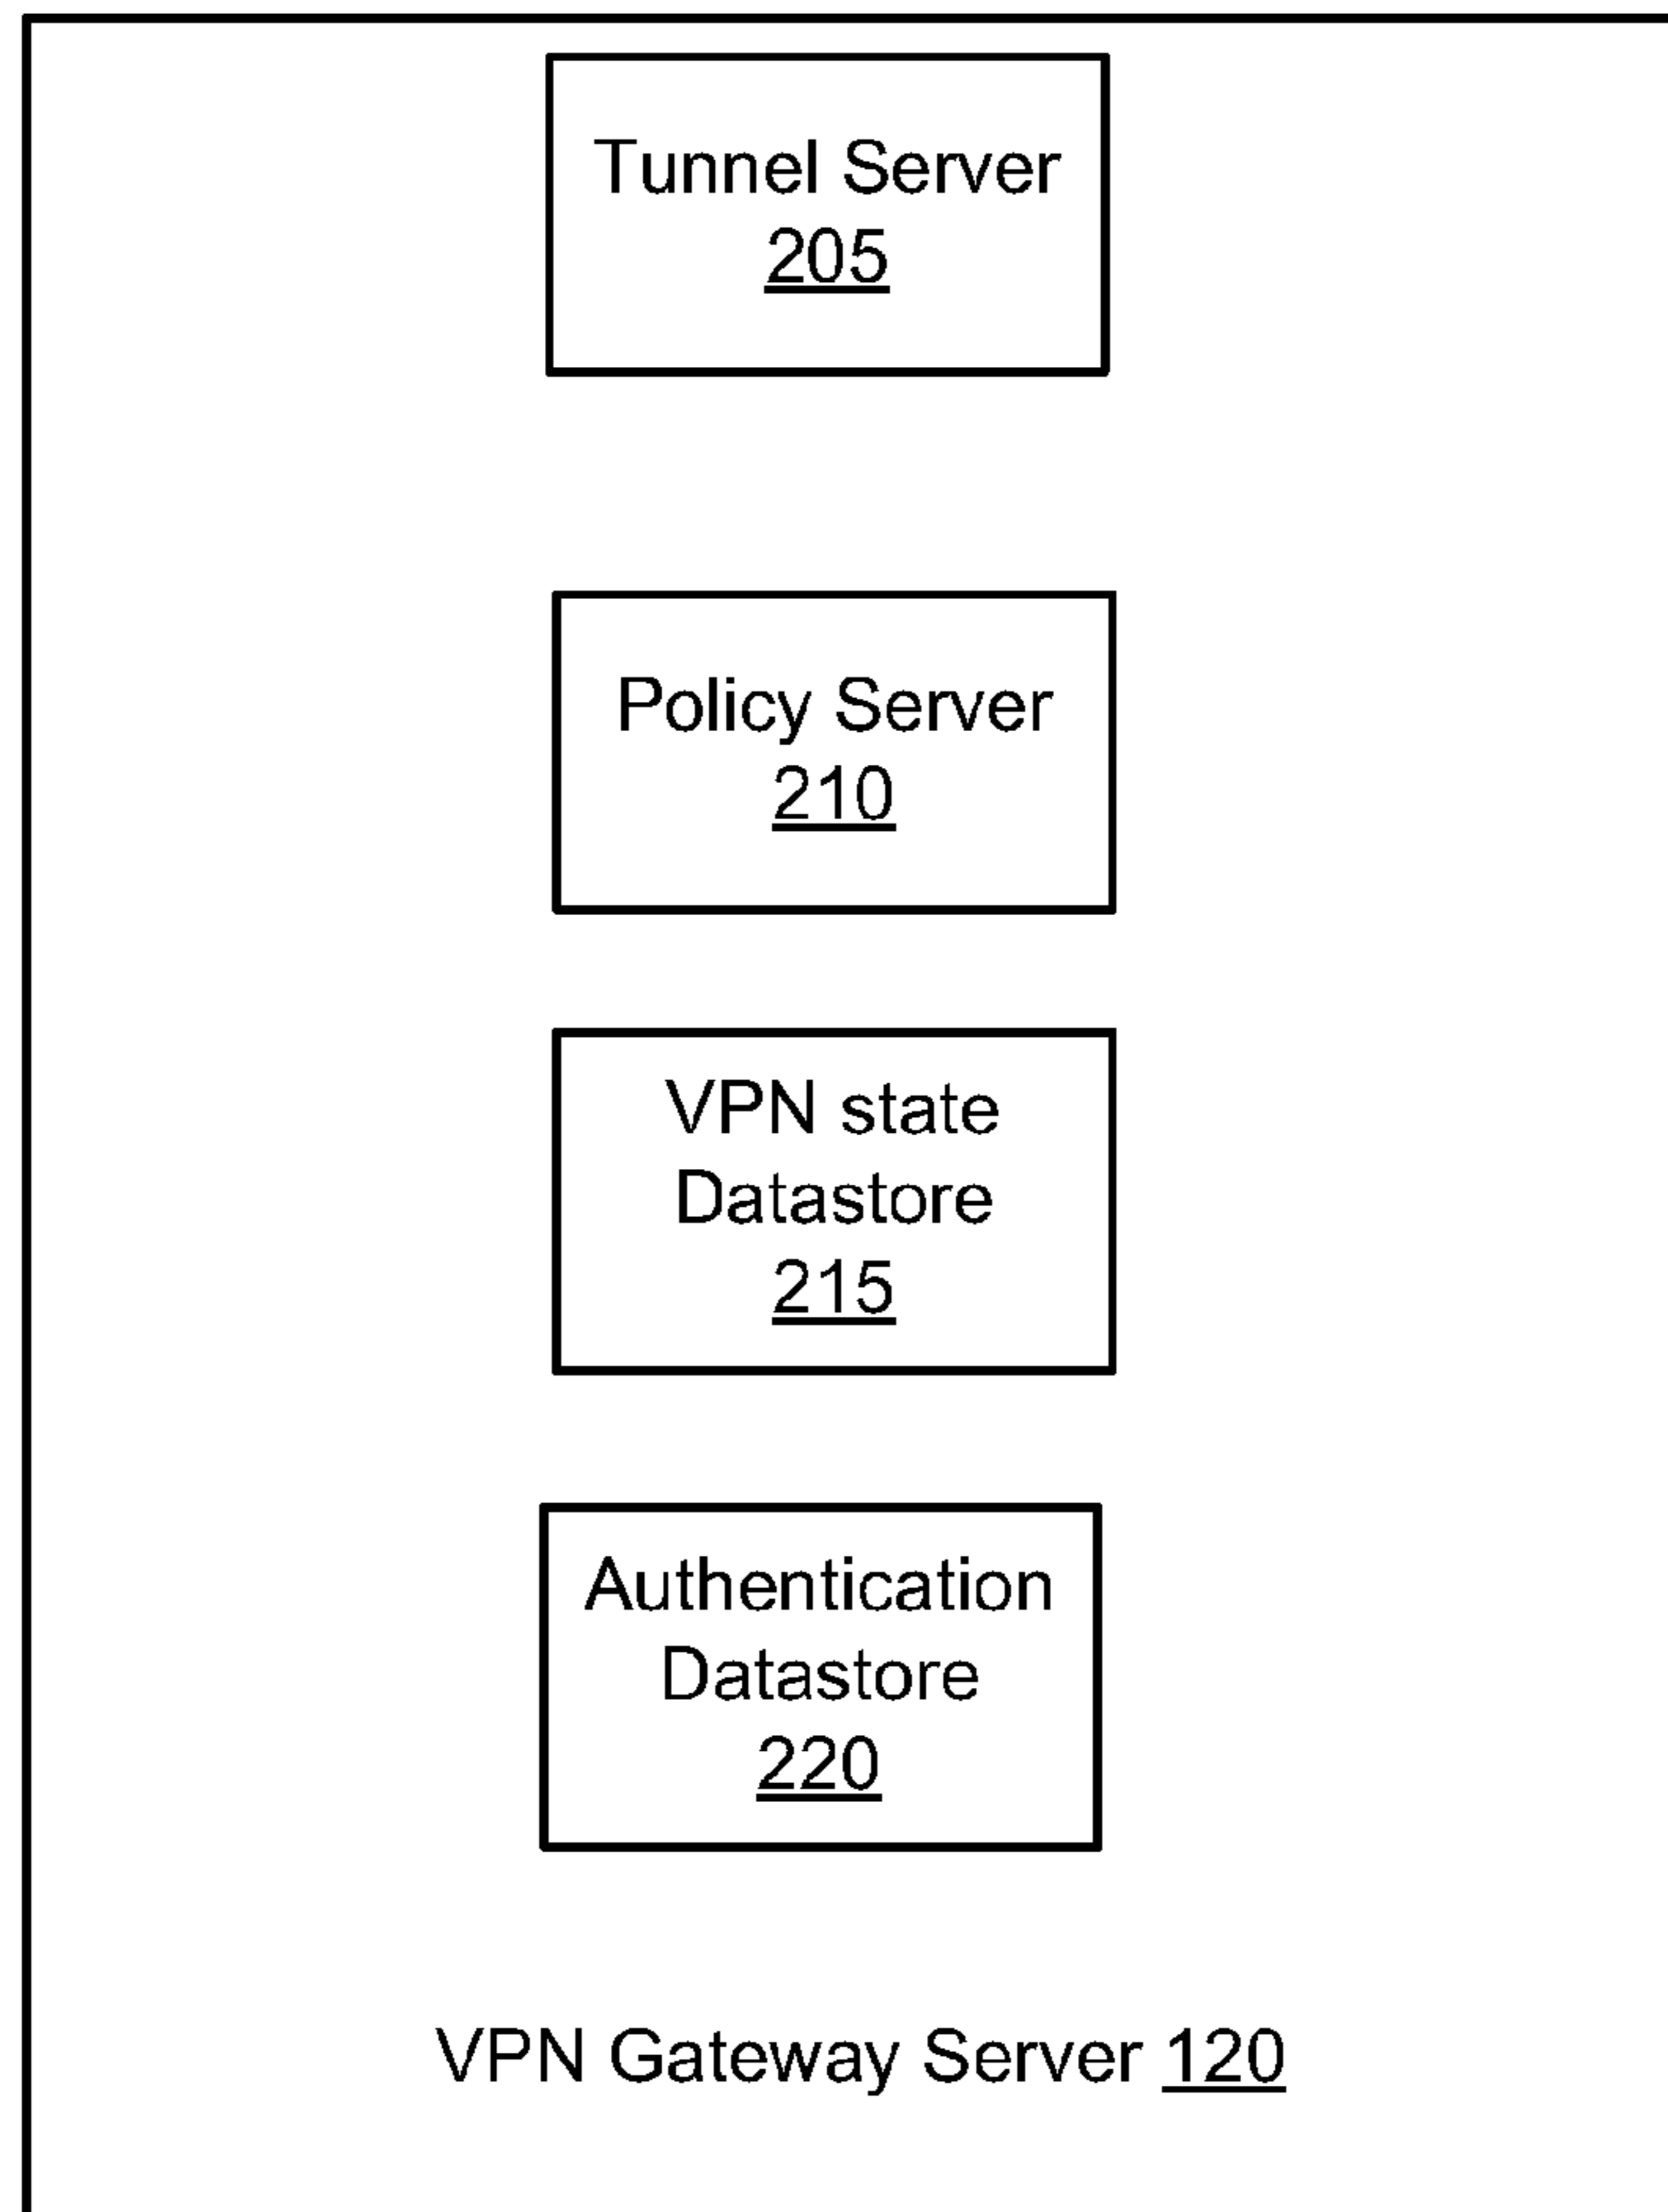 Tunnel Server
205
Policy Server
210
VPN state
Datastore
215
Authentication
Datastore
220
VPN Gateway Server 120